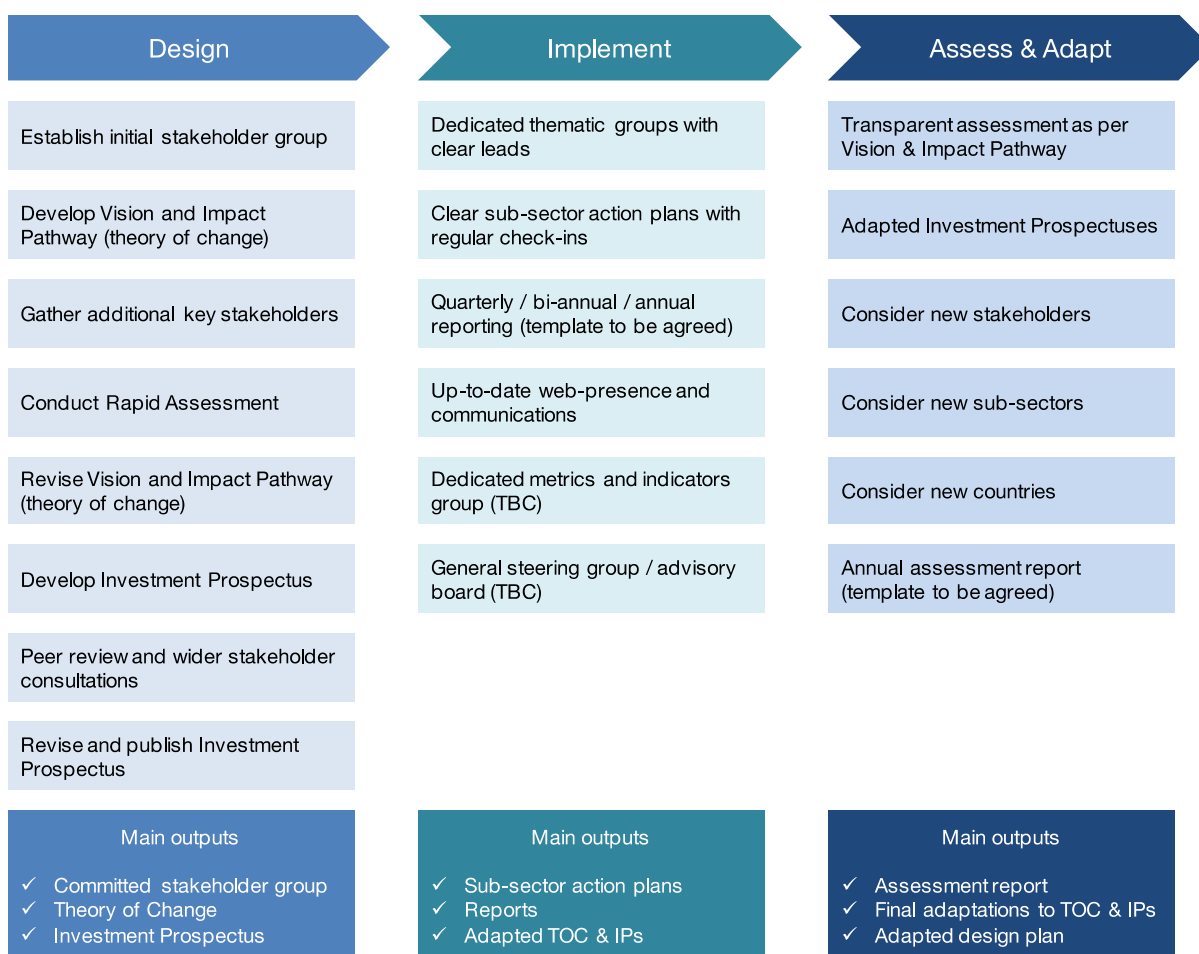 Design
Establish initial stakeholder group
Develop Vision and Impact
Pathway (theory of change)
Gather additional key stakeholders
Conduct Rapid Assessment
Revise Vision and Impact Pathway
(theory of change)
Develop Investment Prospectus
Peer review and wider stakeholder
consultations
Revise and publish Investment
Prospectus
Main outputs
✓ Committed stakeholder group
✓ Theory of Change
✓ Investment Prospectus
Implement
Dedicated thematic groups with
clear leads
Clear sub-sector action plans with
regular check-ins
Quarterly / bi-annual / annual
reporting (template to be agreed)
Up-to-date web-presence and
communications
Dedicated metrics and indicators
group (TBC)
General steering group / advisory
board (TBC)
Main outputs
✓ Sub-sector action plans
✓ Reports
✓ Adapted TOC & IPs
Assess & Adapt
Transparent assessment as per
Vision & Impact Pathway
Adapted Investment Prospectuses
Consider new stakeholders
Consider new sub-sectors
Consider new countries
Annual assessment report
(template to be agreed)
Main outputs
✓ Assessment report
✓ Final adaptations to TOC & IPs
✓ Adapted design plan